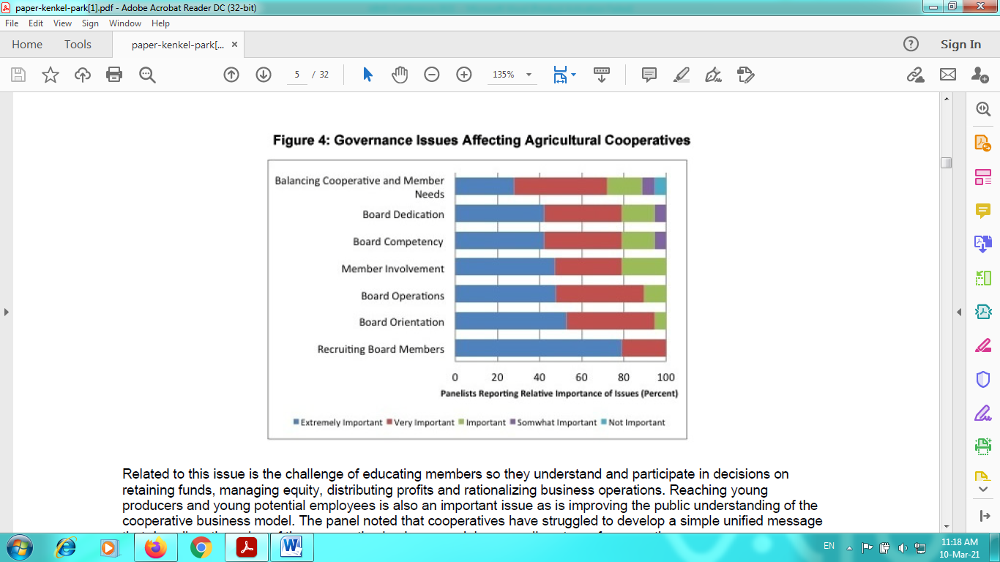 paper-kenkel-park[1].pdf - Adobe Acrobat Reader DC (32-bit)
File Edit View Sign Window Help
Home Tools paper-kenkel-park[... × Sign In
5 / 32 135%
Figure 4: Governance Issues Affecting Agricultural Cooperatives
Balancing Cooperative and Member
Needs
Board Dedication
Board Competency
Member Involvement
Board Operations
Board Orientation
Recruiting Board Members
0 20 40 60 80 100
Panelists Reporting Relative Importance of Issues (Percent)
Extremely Important Very Important Important Somwhat Important Not Important
Related to this issue is the challenge of educating members so they understand and participate in decisions on
retaining funds, managing equity, distributing profits and rationalizing business operations. Reaching young
producers and young potential employees is also an important issue as is improving the public understanding of the
cooperative business model. The panel noted that cooperatives have struggled to develop a simple unified message
EN 11:18 AM
10-Mar-21